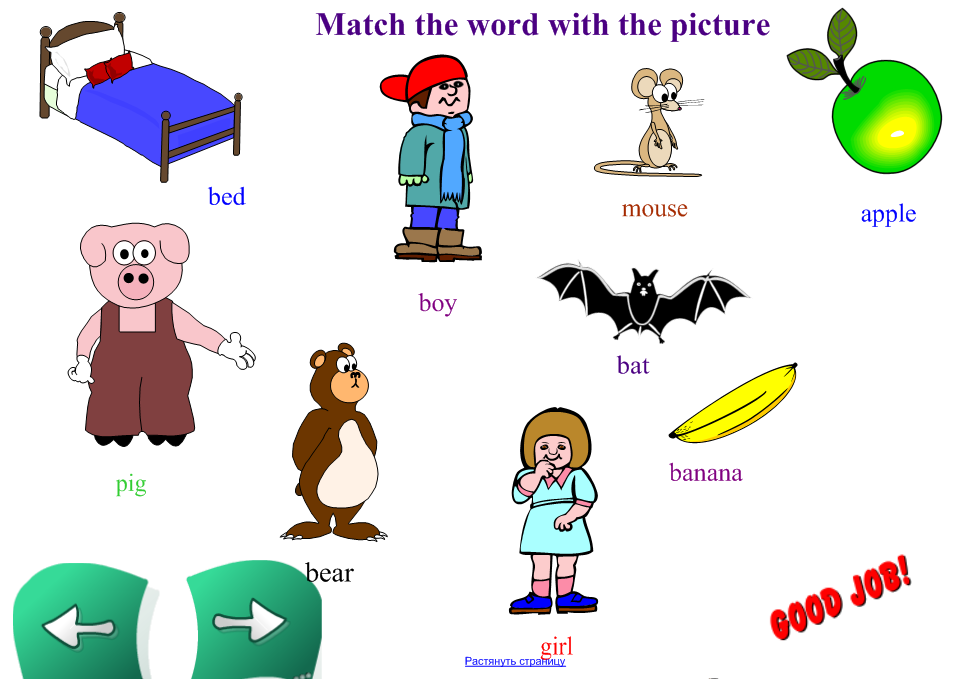 Match the word with the picture
bed
mouse
apple
boy
bat
banana
pig
bear
GOOD JOB!
girl
Растянуть страницу